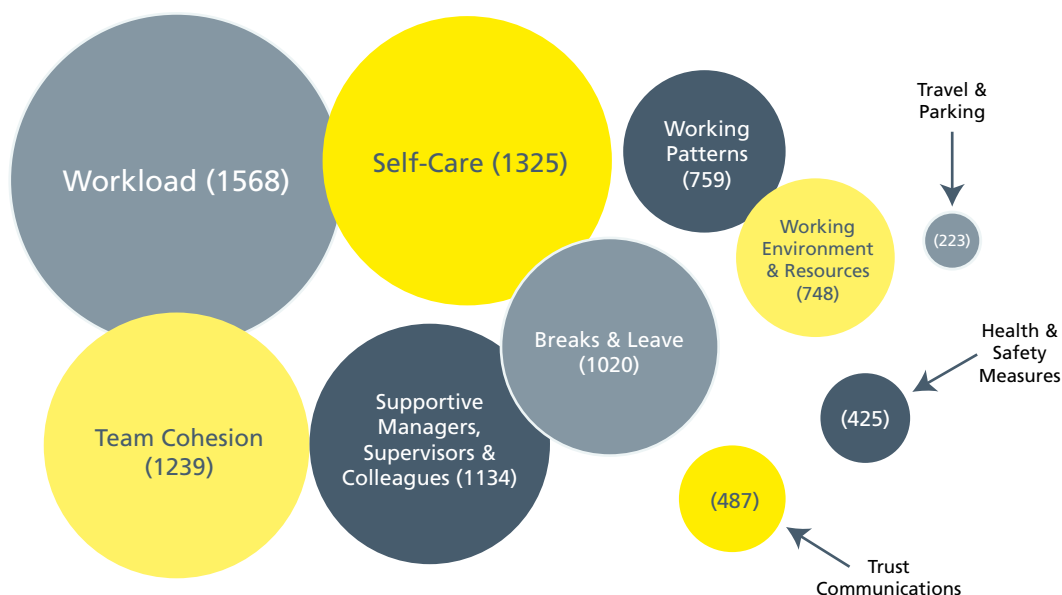 Workload (1568)
Self-Care (1325)
Working
Patterns
(759)
Travel &
Parking
(223)
Working
Environment
& Resources
(748)
Breaks & Leave
(1020)
Health &
Safety
Measures
(425)
Team Cohesion
(1239)
Supportive
Managers,
Supervisors &
Colleagues (1134)
(487)
Trust
Communications